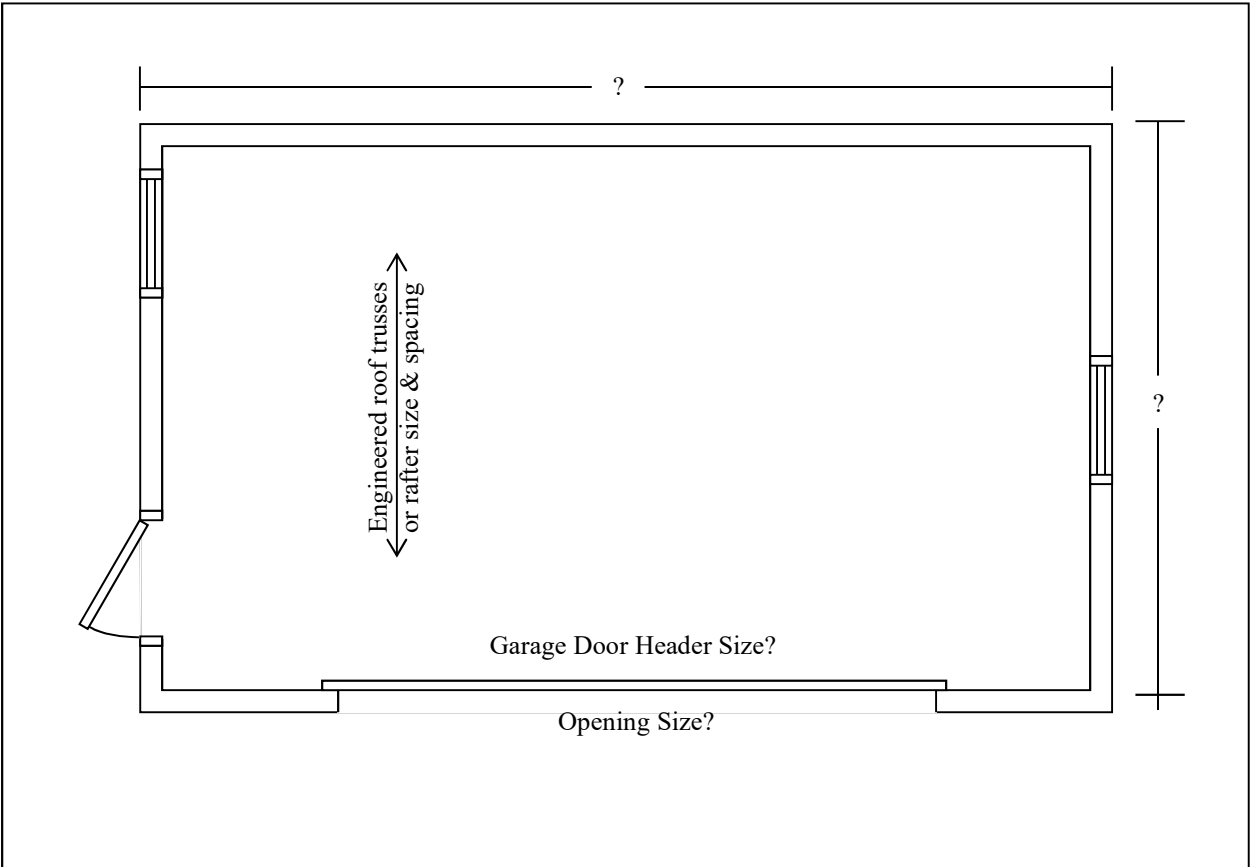 ?
?
Engineered roof trusses
or rafter size & spacing
Garage Door Header Size?
Opening Size?